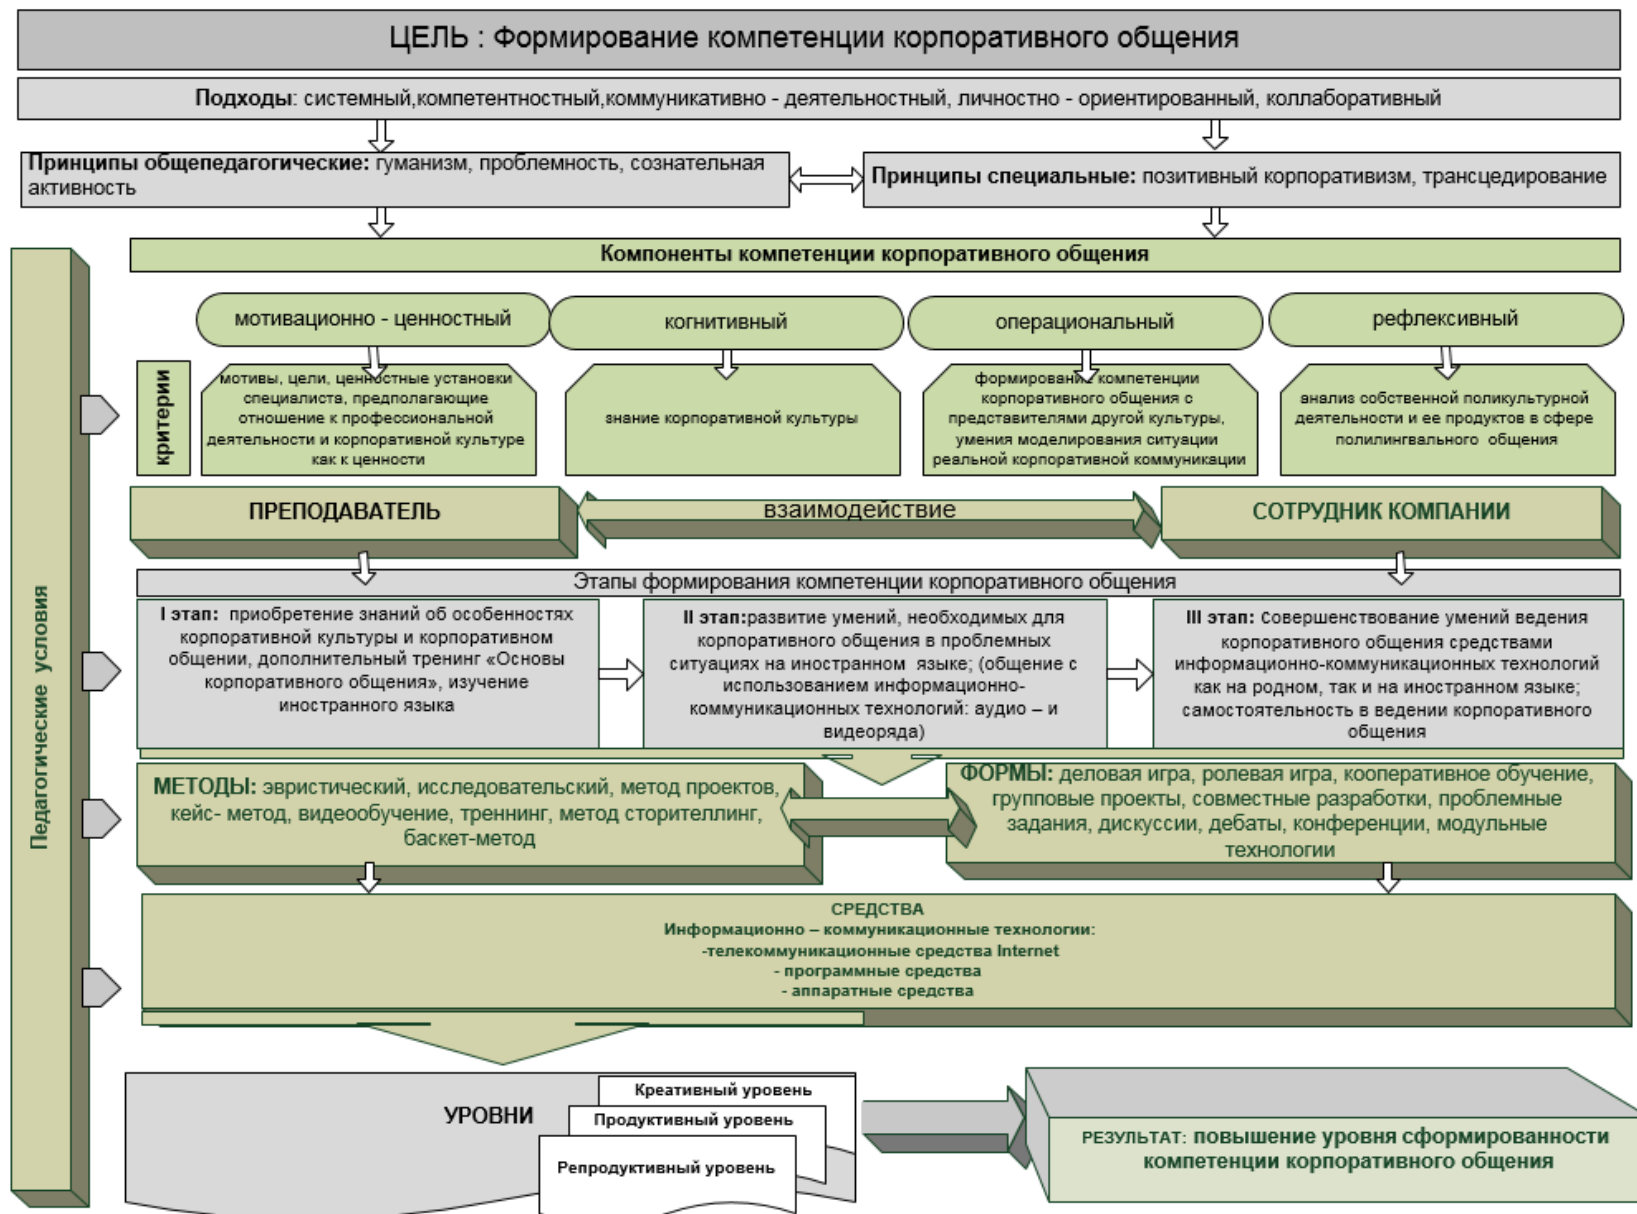 ЦЕЛЬ : Формирование компетенции корпоративного общения
Подходы: системный,компетентностный,коммуникативно - деятельностный, личностно - ориентированный, коллаборативный
Принципы общепедагогические: гуманизм, проблемность, сознательная
активность
Принципы специальные: позитивный корпоративизм, трансцедирование
Компоненты компетенции корпоративного общения
мотивационно - ценностный
когнитивный
операциональный
рефлексивный
критерии
мотивы, цели, ценностные установки
специалиста, предполагающие
отношение к профессиональной
деятельности и корпоративной культуре
как к ценности
знание корпоративной культуры
формирование компетенции
корпоративного общения с
представителями другой культуры,
умения моделирования ситуации
реальной корпоративной коммуникации
анализ собственной поликультурной
деятельности и ее продуктов в сфере
полилингвального общения
Педагогические условия
ПРЕПОДАВАТЕЛЬ
взаимодействие
СОТРУДНИК КОМПАНИИ
Этапы формирования компетенции корпоративного общения
I этап: приобретение знаний об особенностях
корпоративной культуры и корпоративном
общении, дополнительный тренинг «Основы
корпоративного общения», изучение
иностранного языка
II этап:развитие умений, необходимых для
корпоративного общения в проблемных
ситуациях на иностранном языке; (общение с
использованием информационно-
коммуникационных технологий: аудио – и
видеоряда)
III этап: Совершенствование умений ведения
корпоративного общения средствами
информационно-коммуникационных технологий
как на родном, так и на иностранном языке;
самостоятельность в ведении корпоративного
общения
МЕТОДЫ: эвристический, исследовательский, метод проектов,
кейс- метод, видеообучение, треннинг, метод сторителлинг,
баскет-метод
ФОРМЫ: деловая игра, ролевая игра, кооперативное обучение,
групповые проекты, совместные разработки, проблемные
задания, дискуссии, дебаты, конференции, модульные
технологии
СРЕДСТВА
Информационно – коммуникационные технологии:
-телекоммуникационные средства Internet
- программные средства
- аппаратные средства
УРОВНИ
Креативный уровень
Продуктивный уровень
Репродуктивный уровень
РЕЗУЛЬТАТ: повышение уровня сформированности
компетенции корпоративного общения